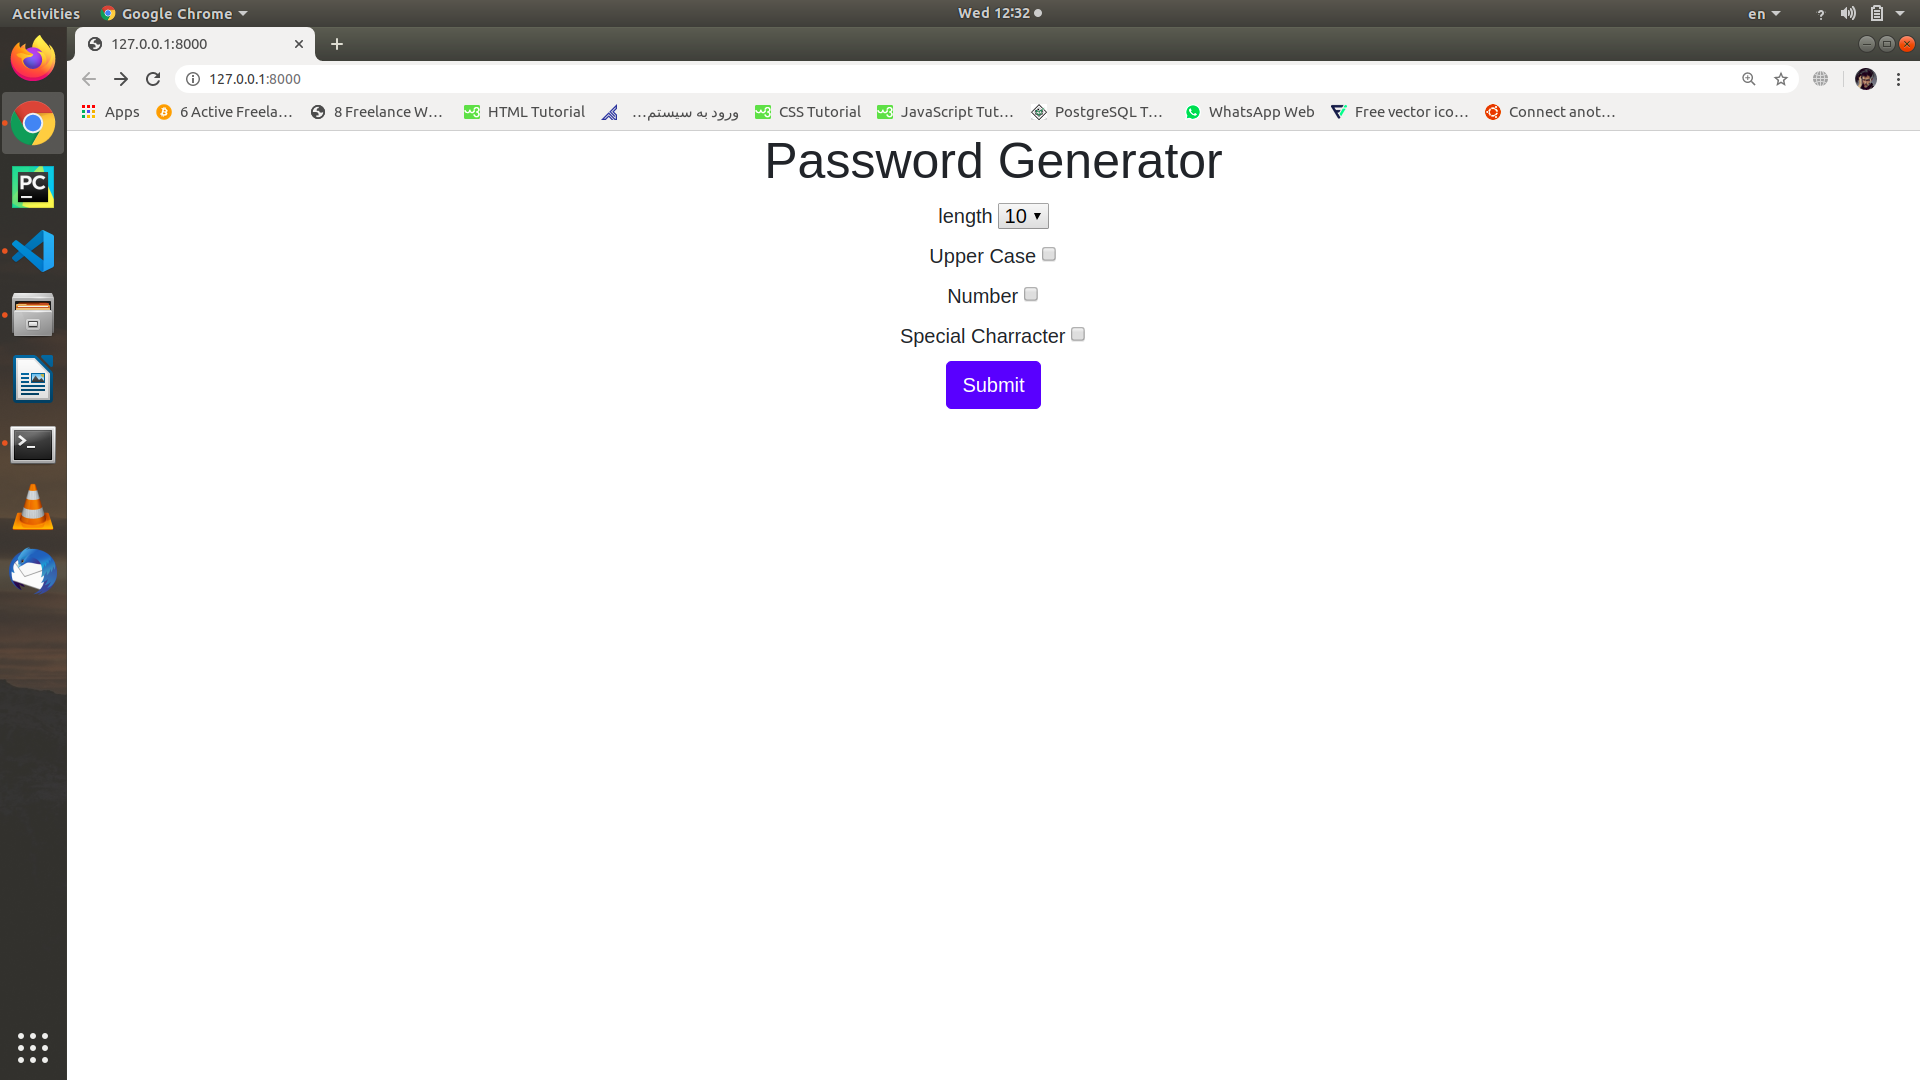 Activities
Google Chrome
Wed 12:32
en
127.0.0.1:8000
127.0.0.1:8000
Apps
6 Active Freela…
8 Freelance W…
HTML Tutorial
ورود به سیستم…
CSS Tutorial
JavaScript Tut…
PostgreSQL T…
WhatsApp Web
Free vector ico…
Connect anot…
PC
Password Generator
length 10
Upper Case
Number
Special Charracter
Submit